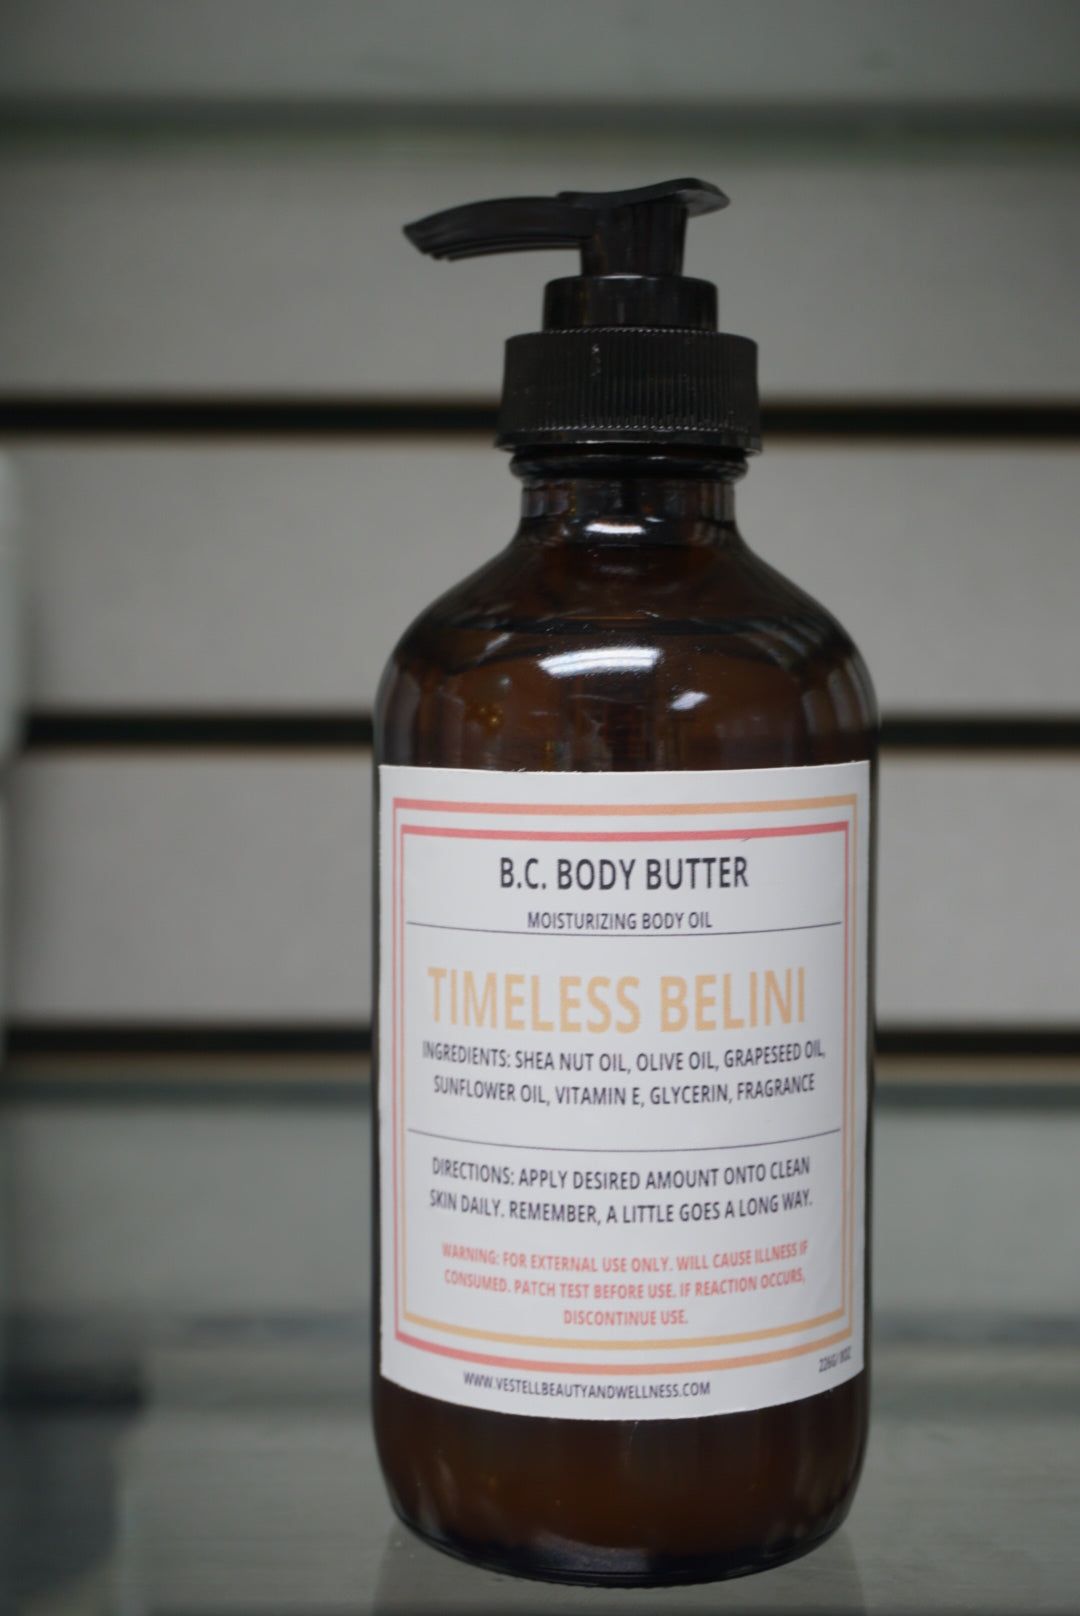 B.C. BODY BUTTER
MOISTURIZING BODY OIL
TIMELESS BELINI
INGREDIENTS: SHEA NUT OIL, OLIVE OIL, GRAPESEED OIL,
SUNFLOWER OIL, VITAMIN E, GLYCERIN, FRAGRANCE
DIRECTIONS: APPLY DESIRED AMOUNT ONTO CLEAN
SKIN DAILY. REMEMBER, A LITTLE GOES A LONG WAY.
WARNING: FOR EXTERNAL USE ONLY. WILL CAUSE ILLNESS IF
CONSUMED. PATCH TEST BEFORE USE. IF REACTION OCCURS,
DISCONTINUE USE.
226G/ 8OZ
WWW.VESTELLBEAUTYANDWELLNESS.COM